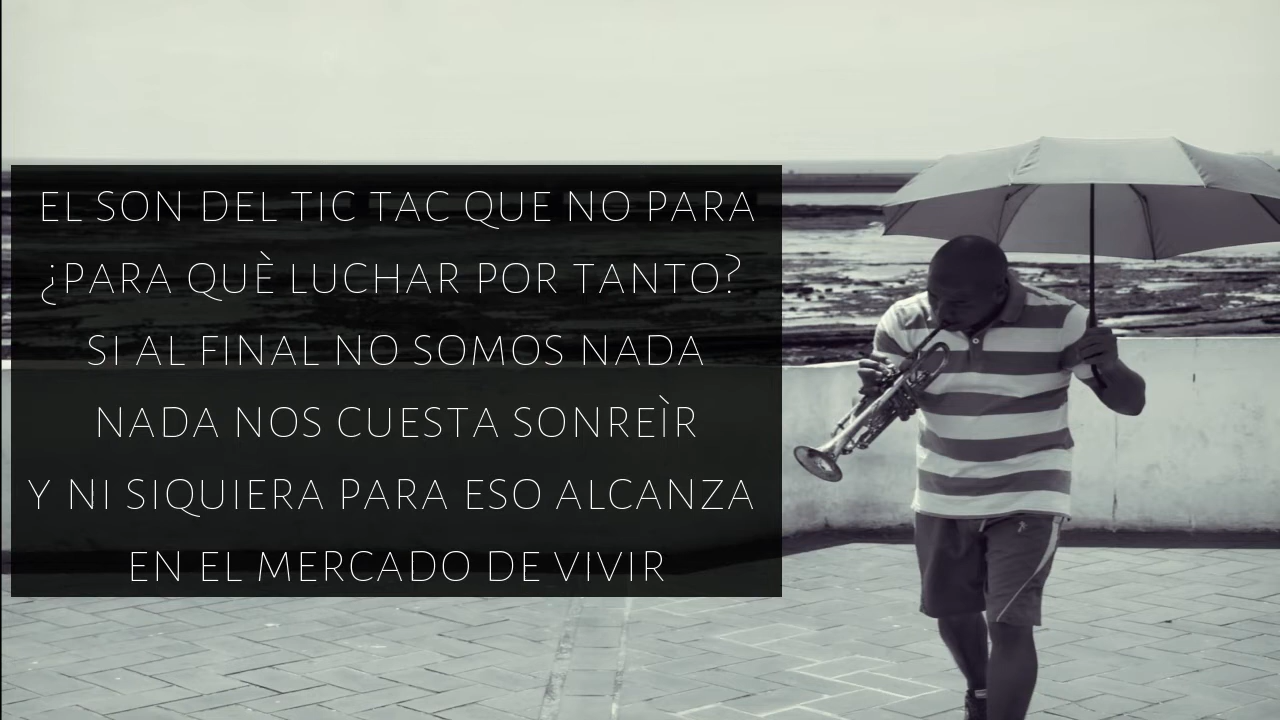 EL SON DEL TIC TAC QUE NO PARA
¿PARA QUÈ LUCHAR POR TANTO?
SI AL FINAL NO SOMOS NADA
NADA NOS CUESTA SONREÌR
Y NI SIQUIERA PARA ESO ALCANZA
EN EL MERCADO DE VIVIR